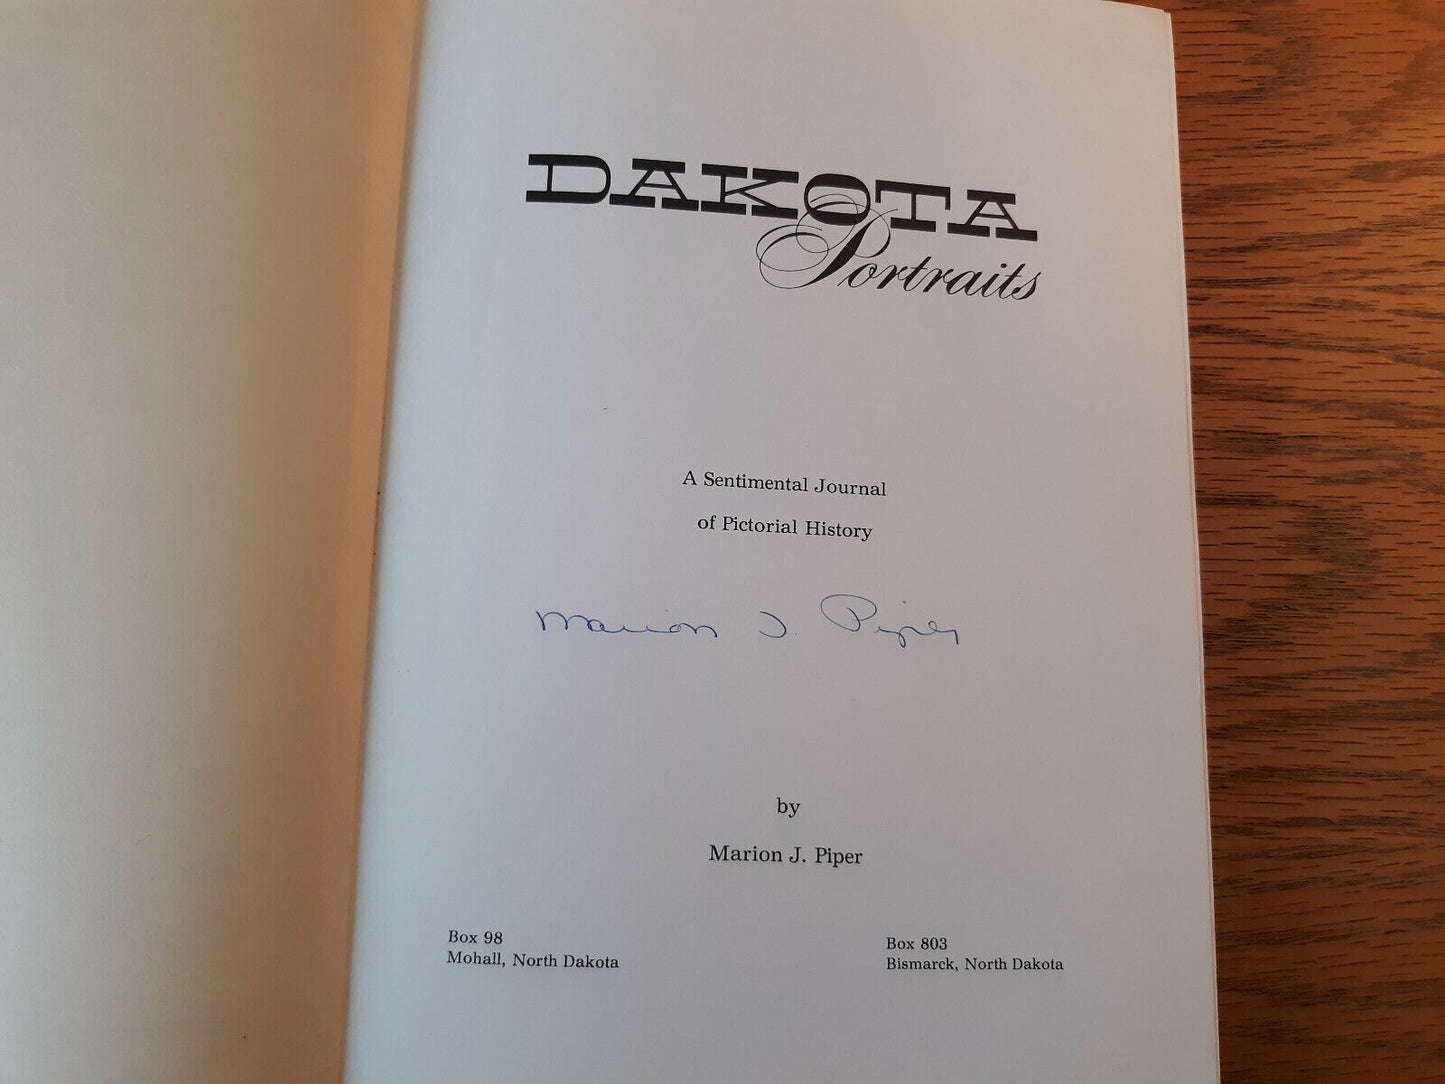 DAKOTA
Portraits
A Sentimental Journal
of Pictorial History
Marion J. Piper
by
Marion J. Piper
Box 98
Mohall, North Dakota
Box 803
Bismarck, North Dakota